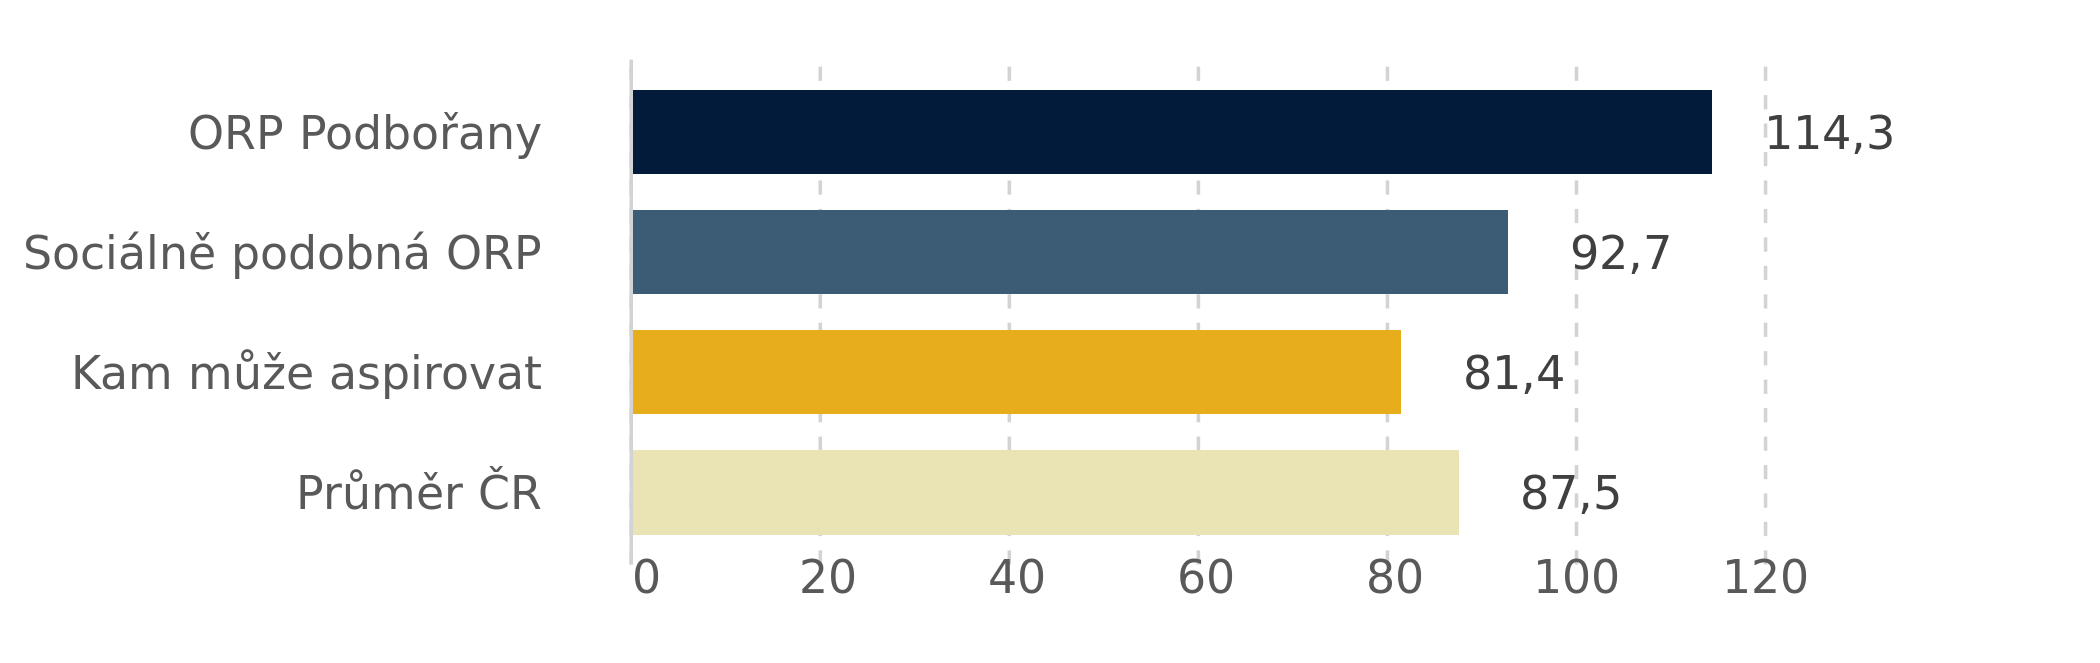 ORP Podbořany 114,3
Sociálně podobná ORP 92,7
Kam může aspirovat 81,4
Průměr ČR 87,5
0 20 40 60 80 100 120